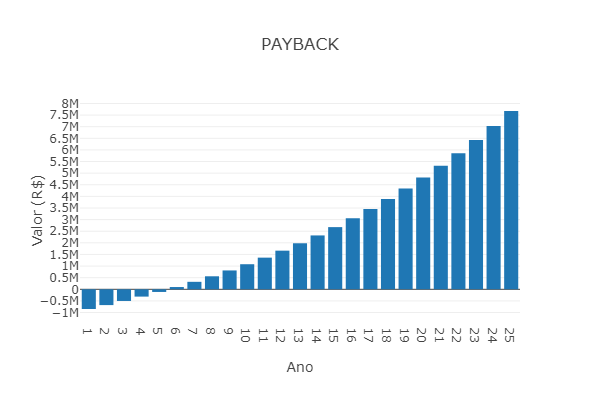 PAYBACK
8M
7.5M
7M
6.5M
6M
5.5M
5M
4.5M
4M
3.5M
3M
2.5M
2M
1.5M
1M
0.5M
0
−0.5M
−1M
Valor (R$)
1 2 3 4 5 6 7 8 9 10 11 12 13 14 15 16 17 18 19 20 21 22 23 24 25
Ano